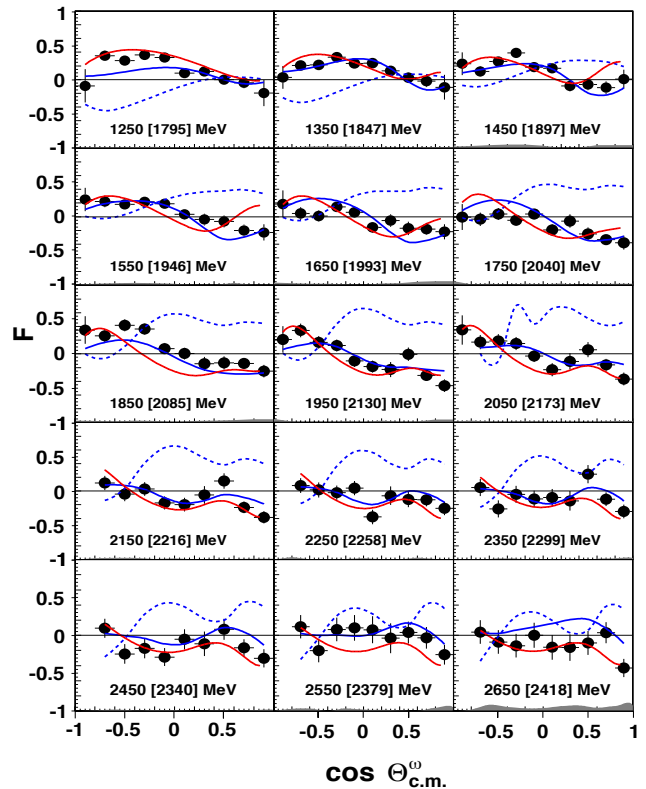 1
0.5
0
-0.5
-1
1250 [1795] MeV
1350 [1847] MeV
1450 [1897] MeV
0.5
0
-0.5
-1
1550 [1946] MeV
1650 [1993] MeV
1750 [2040] MeV
F
0.5
0
-0.5
-1
1850 [2085] MeV
1950 [2130] MeV
2050 [2173] MeV
0.5
0
-0.5
-1
2150 [2216] MeV
2250 [2258] MeV
2350 [2299] MeV
0.5
0
-0.5
-1
2450 [2340] MeV
2550 [2379] MeV
2650 [2418] MeV
-1 -0.5 0 0.5 -0.5 0 0.5 -0.5 0 0.5 1
cos Θ^ω_c.m.